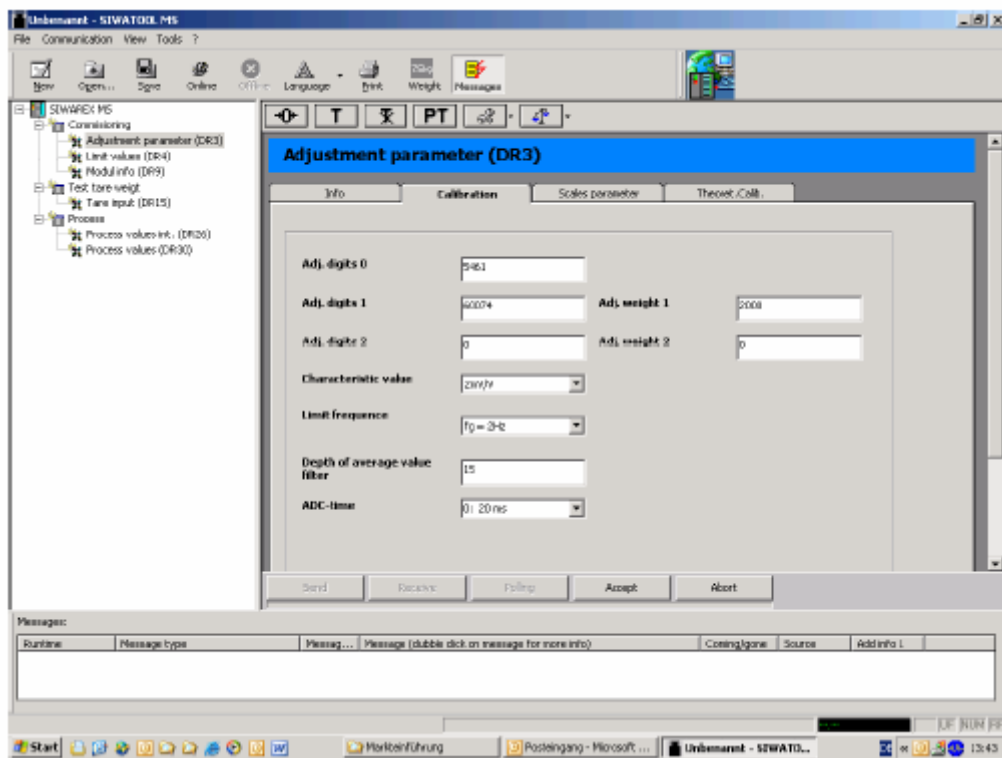 Unbenannt - SIWATOOL MS
File Communication View Tools ?
New Open... Save Online Offline Language Print Weight Messages
SIWAREX MS
Commisioning
Adjustment parameter (DR3)
Limit values (DR4)
Modul info (DR9)
Test tare weigt
Tare input (DR15)
Process
Process values int. (DR26)
Process values (DR30)
T PT
Adjustment parameter (DR3)
Info Calibration Scales parameter Theoret.Calib.
Adj. digits 0 5461
Adj. digits 1 60074 Adj. weight 1 2000
Adj. digits 2 0 Adj. weight 2 0
Characteristic value 2mV/V
Limit frequence fg = 2Hz
Depth of average value
filter 15
ADC-time 0: 20 ms
Send Receive Polling Accept Abort
Messages:
Runtime Message type Messag... Message (dubble click on message for more info) Coming/gone Source Add info 1
UF NUM RF
Start Markteinführung Posteingang - Microsoft ... Unbenannt - SIWATO... DE « 13:43